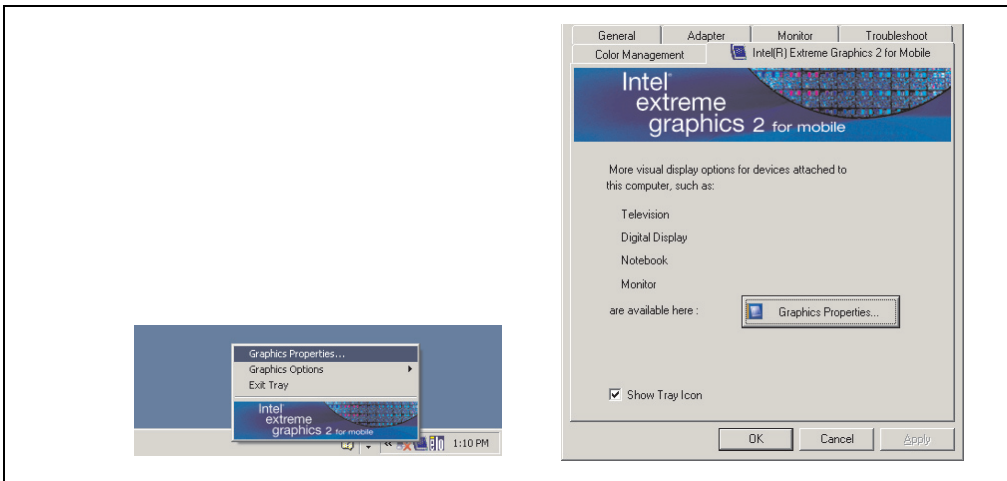 Graphics Properties...
Graphics Options
Exit Tray
Intel®
extreme
graphics 2 for mobile
1:10 PM
General Adapter Monitor Troubleshoot
Color Management Intel(R) Extreme Graphics 2 for Mobile
Intel®
extreme
graphics 2 for mobile
More visual display options for devices attached to
this computer, such as:
Television
Digital Display
Notebook
Monitor
are available here :
Graphics Properties...
Show Tray Icon
OK Cancel Apply